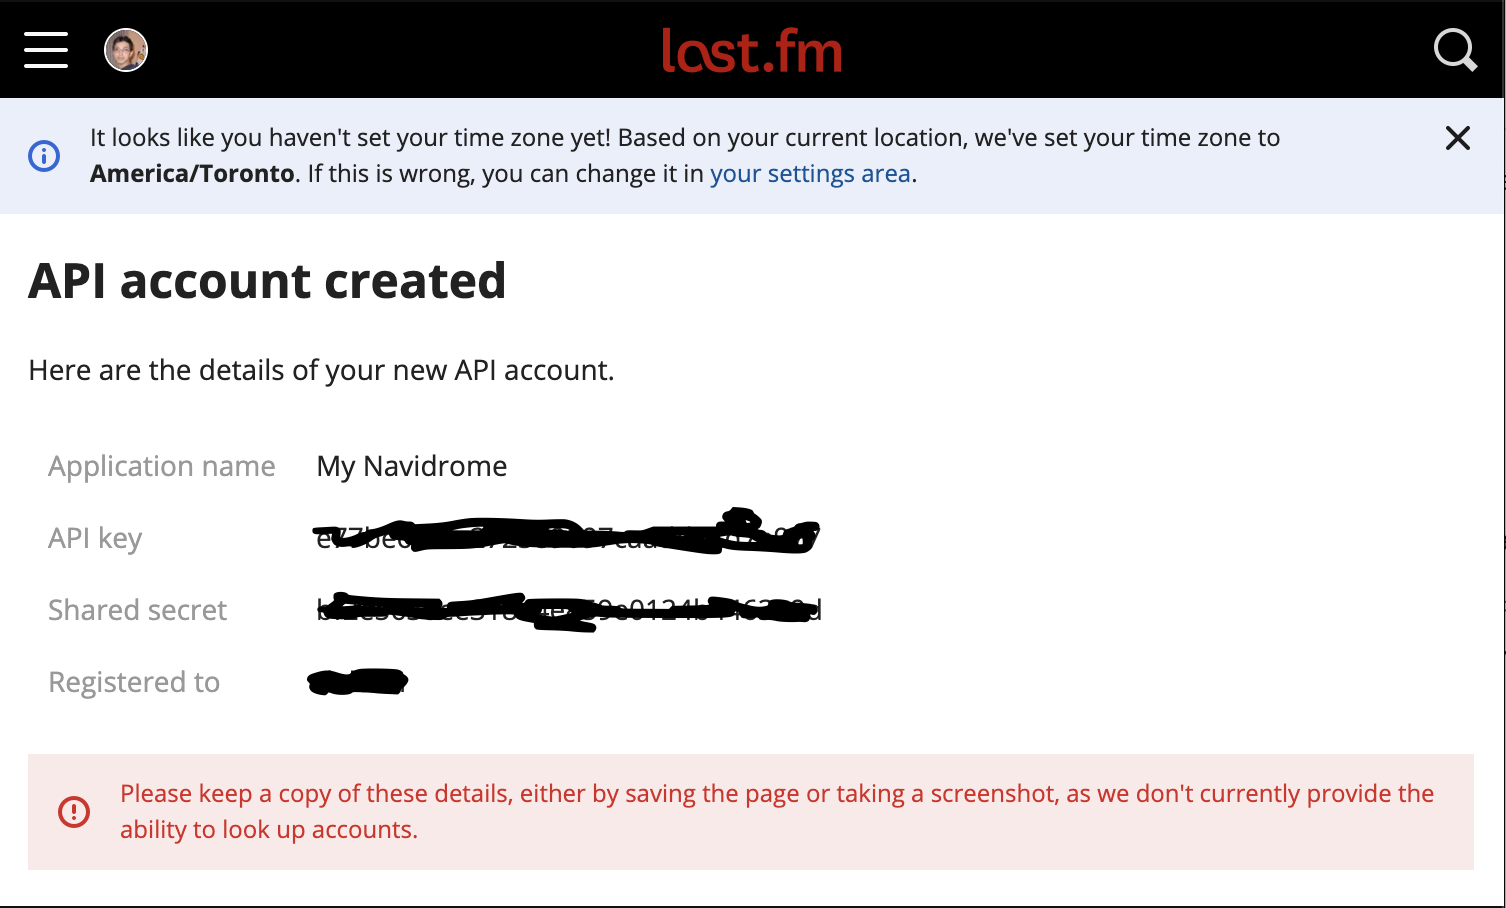 last.fm
It looks like you haven't set your time zone yet! Based on your current location, we've set your time zone to
America/Toronto. If this is wrong, you can change it in your settings area.
API account created
Here are the details of your new API account.
Application name My Navidrome
API key
Shared secret
Registered to
Please keep a copy of these details, either by saving the page or taking a screenshot, as we don't currently provide the
ability to look up accounts.